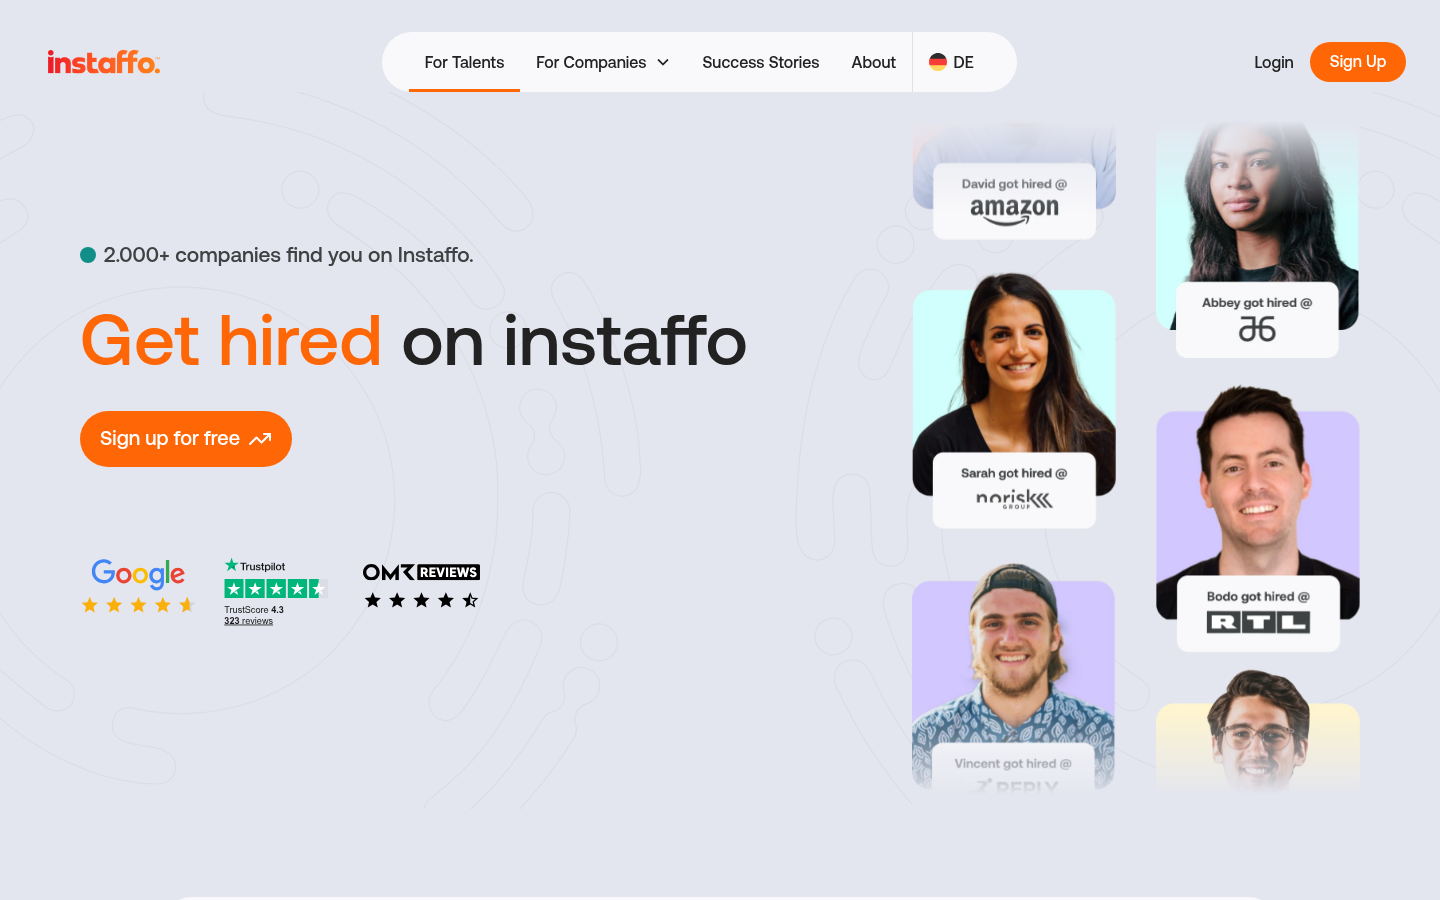 instaffo.
For Talents
For Companies
Success Stories
About
DE
Login
Sign Up
2.000+ companies find you on Instaffo.
Get hired on instaffo
Sign up for free
Google
Trustpilot
TrustScore 4.3
323 reviews
OMR REVIEWS
David got hired @
amazon
Abbey got hired @
Sarah got hired @
norisk
GROUP
Bodo got hired @
RTL
Vincent got hired @
REPLY